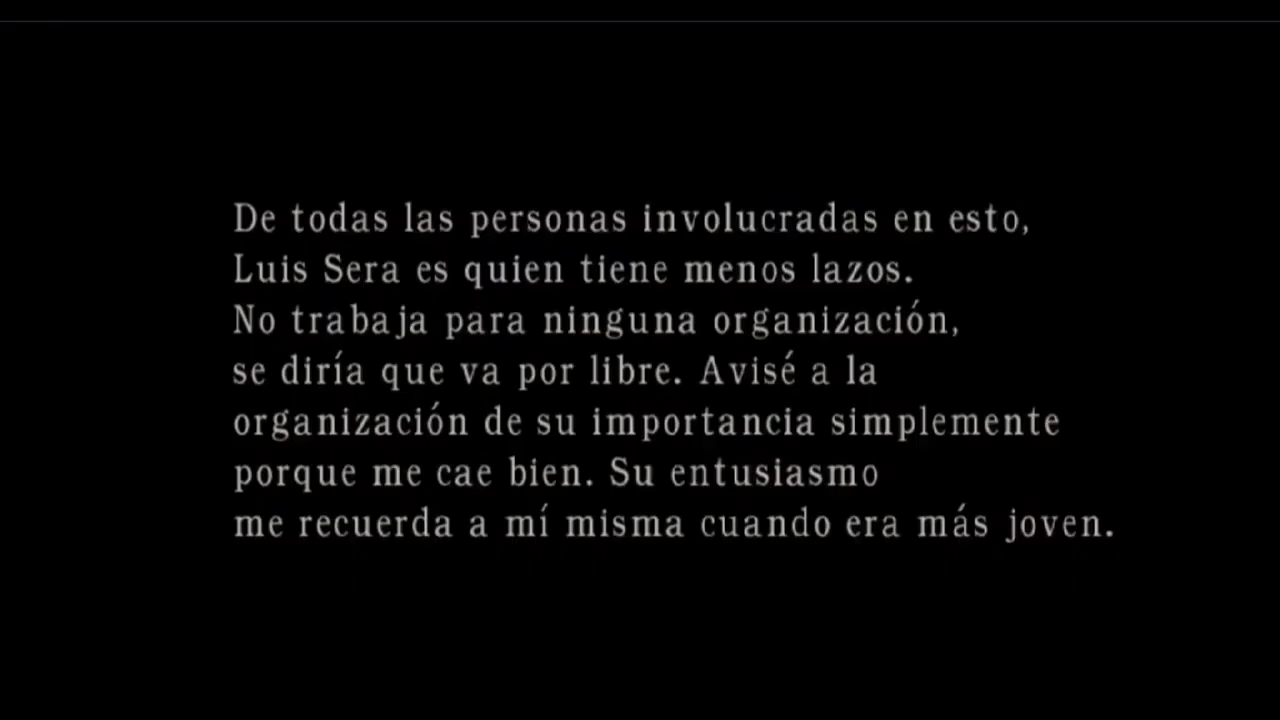 De todas las personas involucradas en esto,
Luis Sera es quien tiene menos lazos.
No trabaja para ninguna organización,
se diría que va por libre. Avisé a la
organización de su importancia simplemente
porque me cae bien. Su entusiasmo
me recuerda a mí misma cuando era más joven.